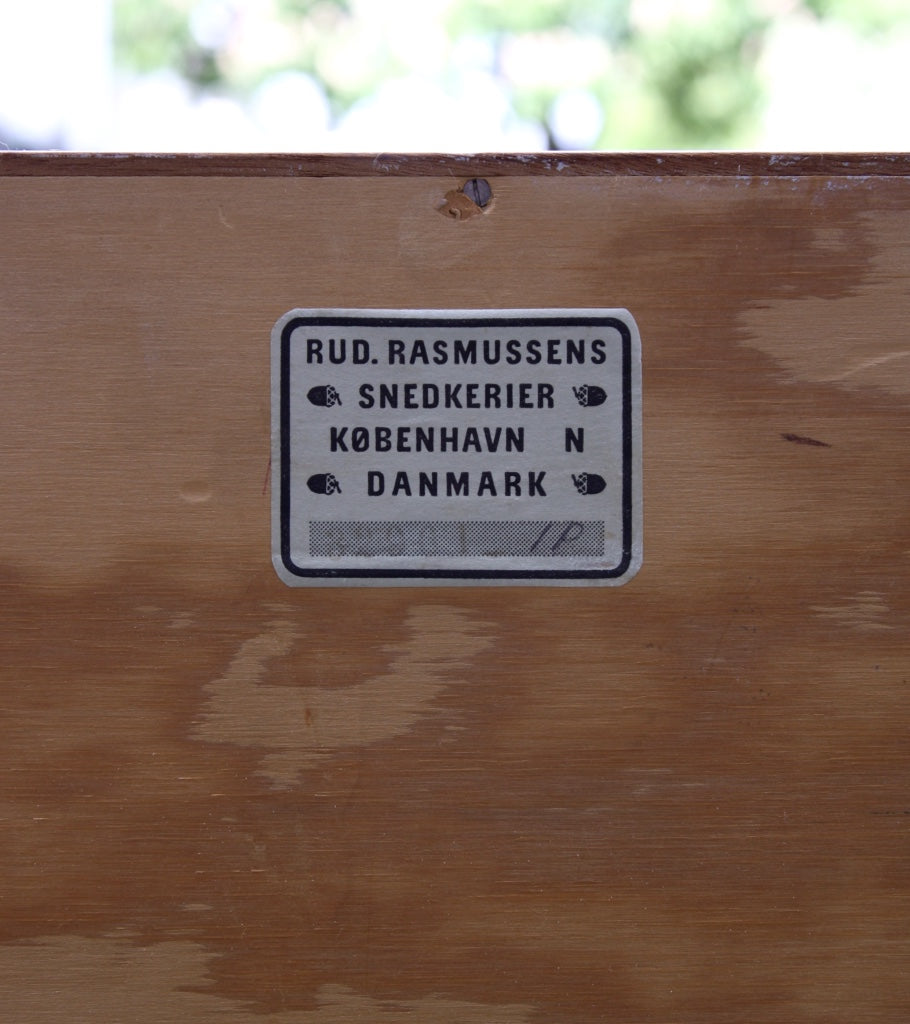 RUD. RASMUSSENS
SNEDKERIER
KØBENHAVN N
DANMARK